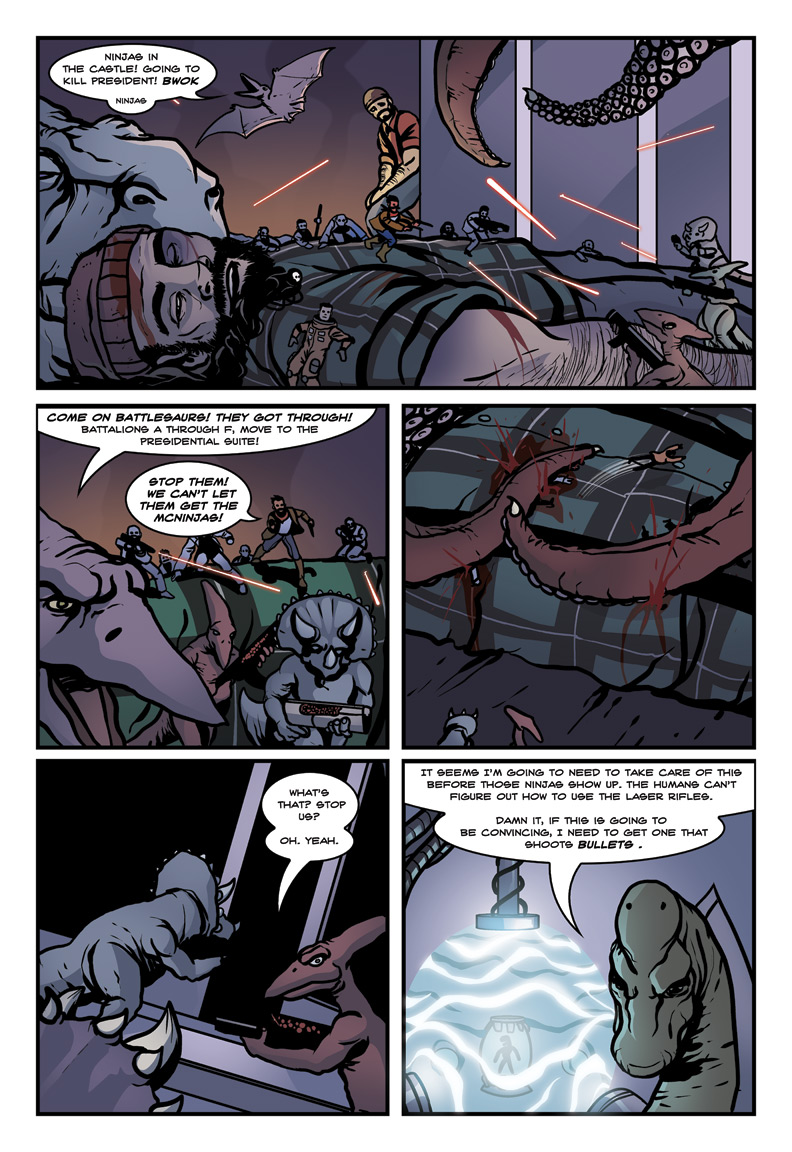 NINJAS IN
THE CASTLE! GOING TO
KILL PRESIDENT! BWOK
NINJAS
COME ON BATTLESAURS! THEY GOT THROUGH!
BATTALIONS A THROUGH F, MOVE TO THE
PRESIDENTIAL SUITE!
STOP THEM!
WE CAN'T LET
THEM GET THE
MCNINJAS!
WHAT'S
THAT? STOP
US?
OH. YEAH.
IT SEEMS I'M GOING TO NEED TO TAKE CARE OF THIS
BEFORE THOSE NINJAS SHOW UP. THE HUMANS CAN'T
FIGURE OUT HOW TO USE THE LASER RIFLES.
DAMN IT, IF THIS IS GOING TO
BE CONVINCING, I NEED TO GET ONE THAT
SHOOTS BULLETS .